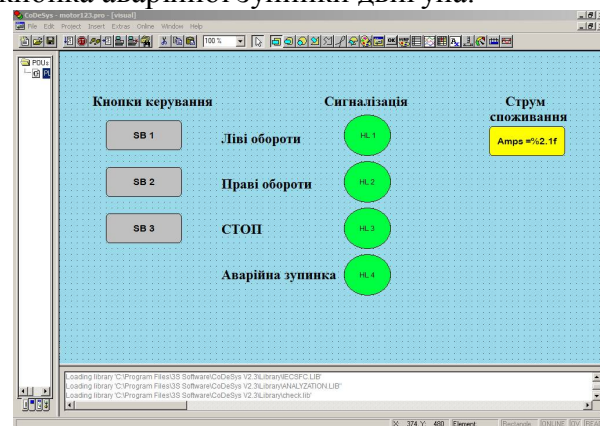 кнопка аварійної зупинки двигуна.
CoDeSys - motor123.pro - [visual]
File Edit Project Insert Extras Online Window Help
100 %
POUs
Кнопки керування Сигналізація Струм
споживання
SB 1 Ліві обороти HL 1 Amps =%2.1f
SB 2 Праві обороти HL 2
SB 3 СТОП HL 3
Аварійна зупинка HL 4
Loading library 'C:\Program Files\3S Software\CoDeSys V2.3\Library\IECSFC.LIB'
Loading library 'C:\Program Files\3S Software\CoDeSys V2.3\Library\ANALYZATION.LIB'
Loading library 'C:\Program Files\3S Software\CoDeSys V2.3\Library\check.lib'
X: 374 Y: 480 Element: Rectangle ONLINE OV READ